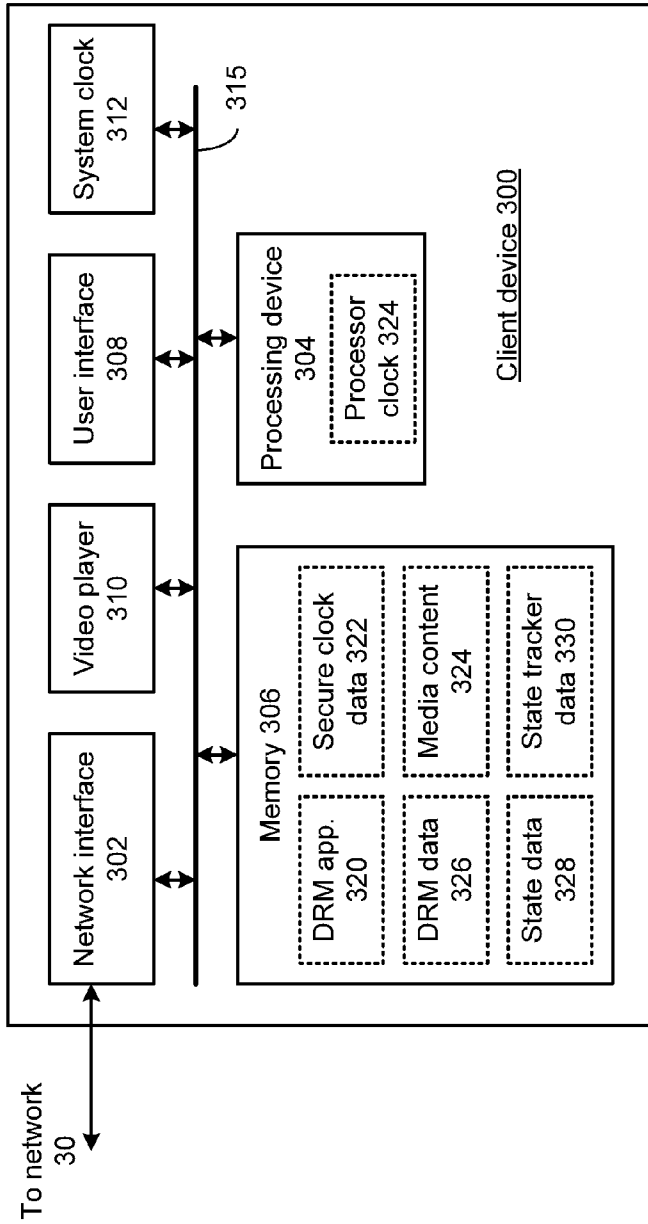 To network
30
Network interface
302
Video player
310
User interface
308
System clock
312
315
Memory 306
DRM app.
320
Secure clock
data 322
DRM data
326
Media content
324
State data
328
State tracker
data 330
Processing device
304
Processor
clock 324
Client device 300